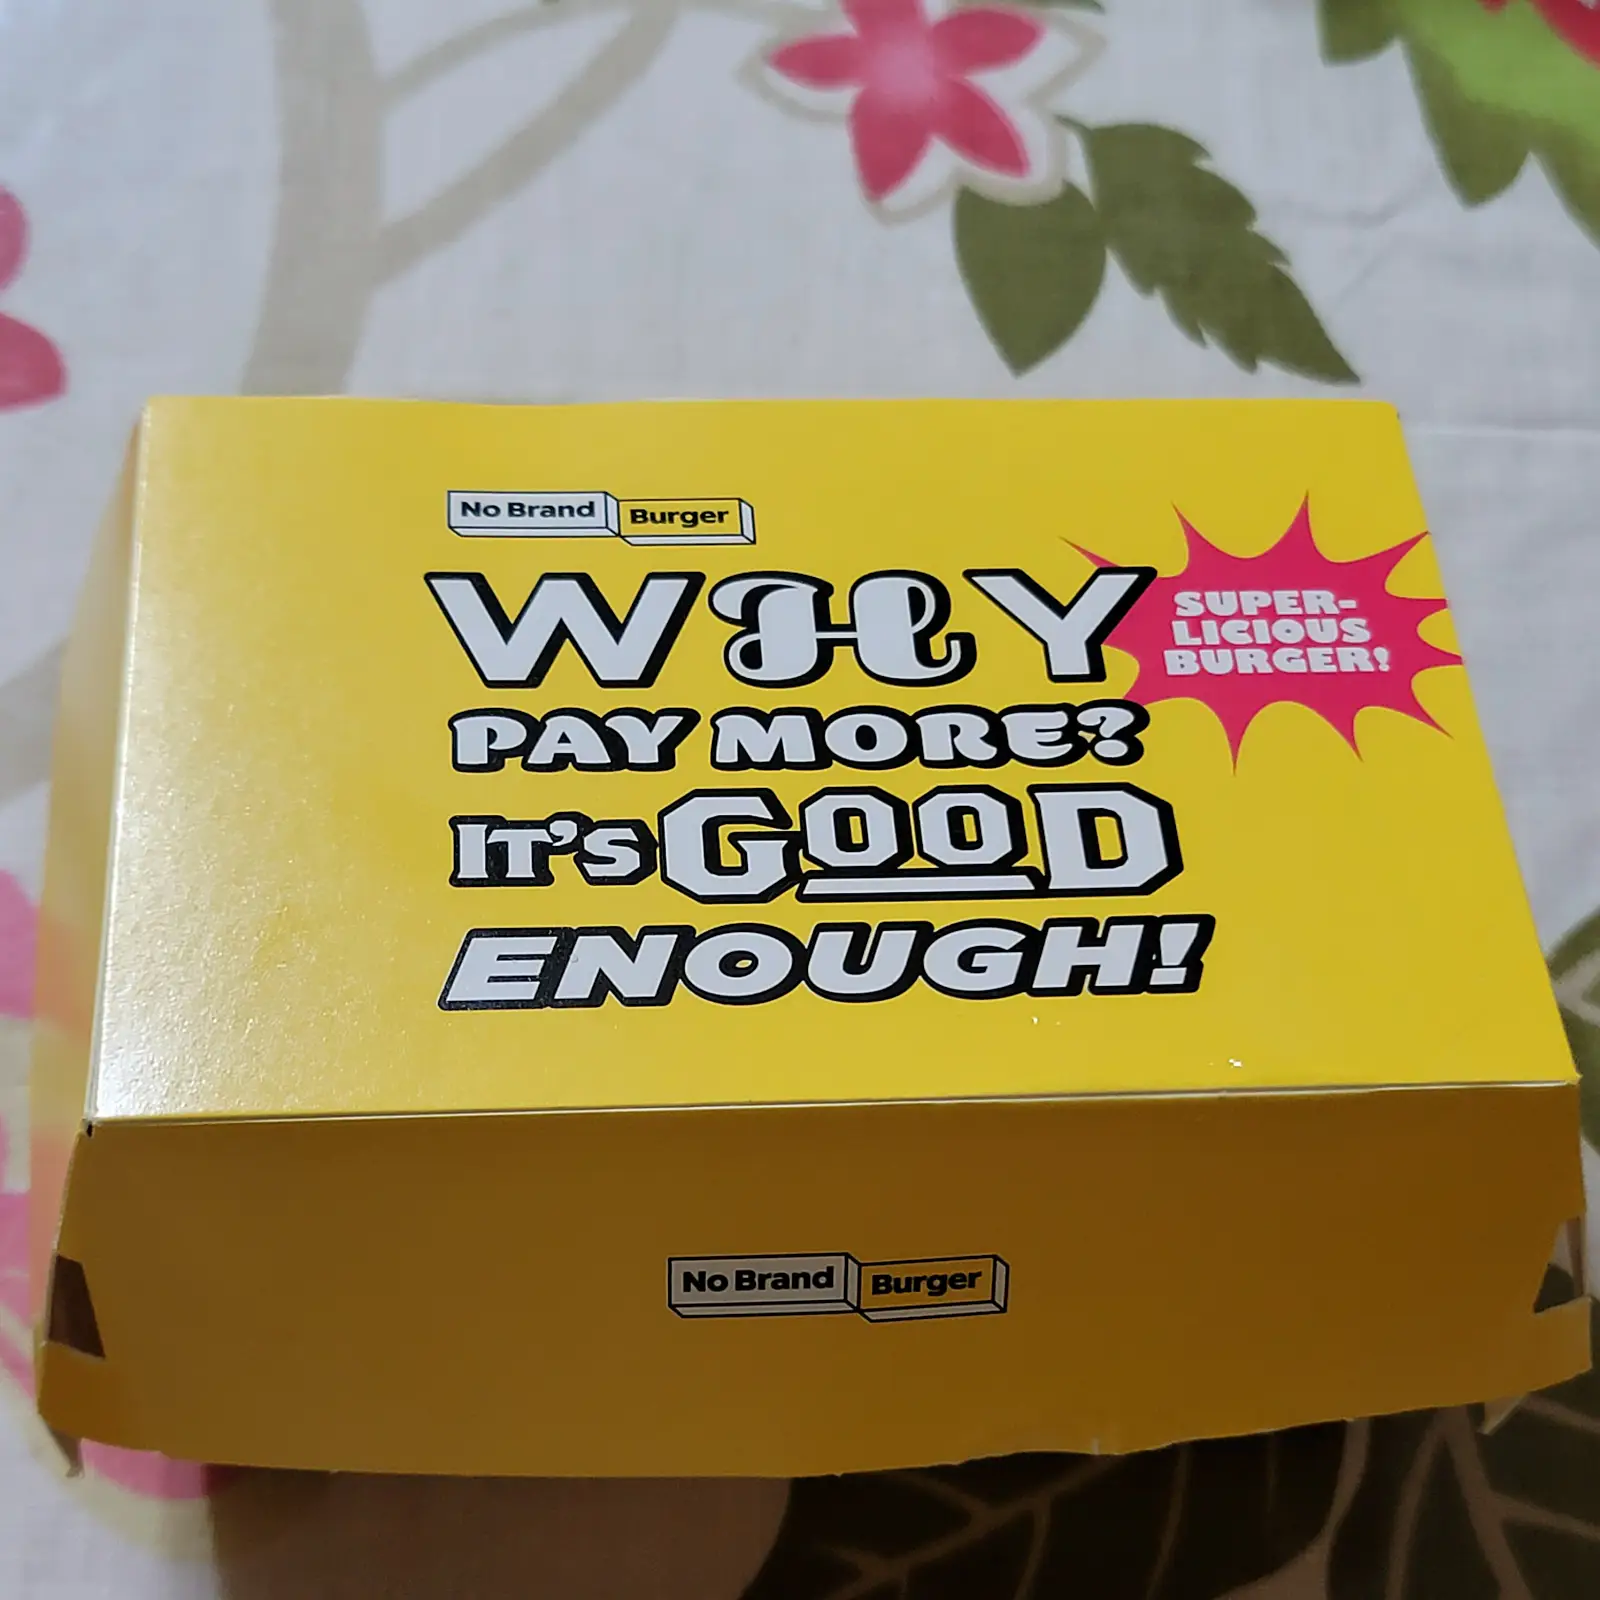 No Brand Burger
WHY
PAY MORE?
IT'S GOOD
ENOUGH!
SUPER-
LICIOUS
BURGER!
No Brand Burger